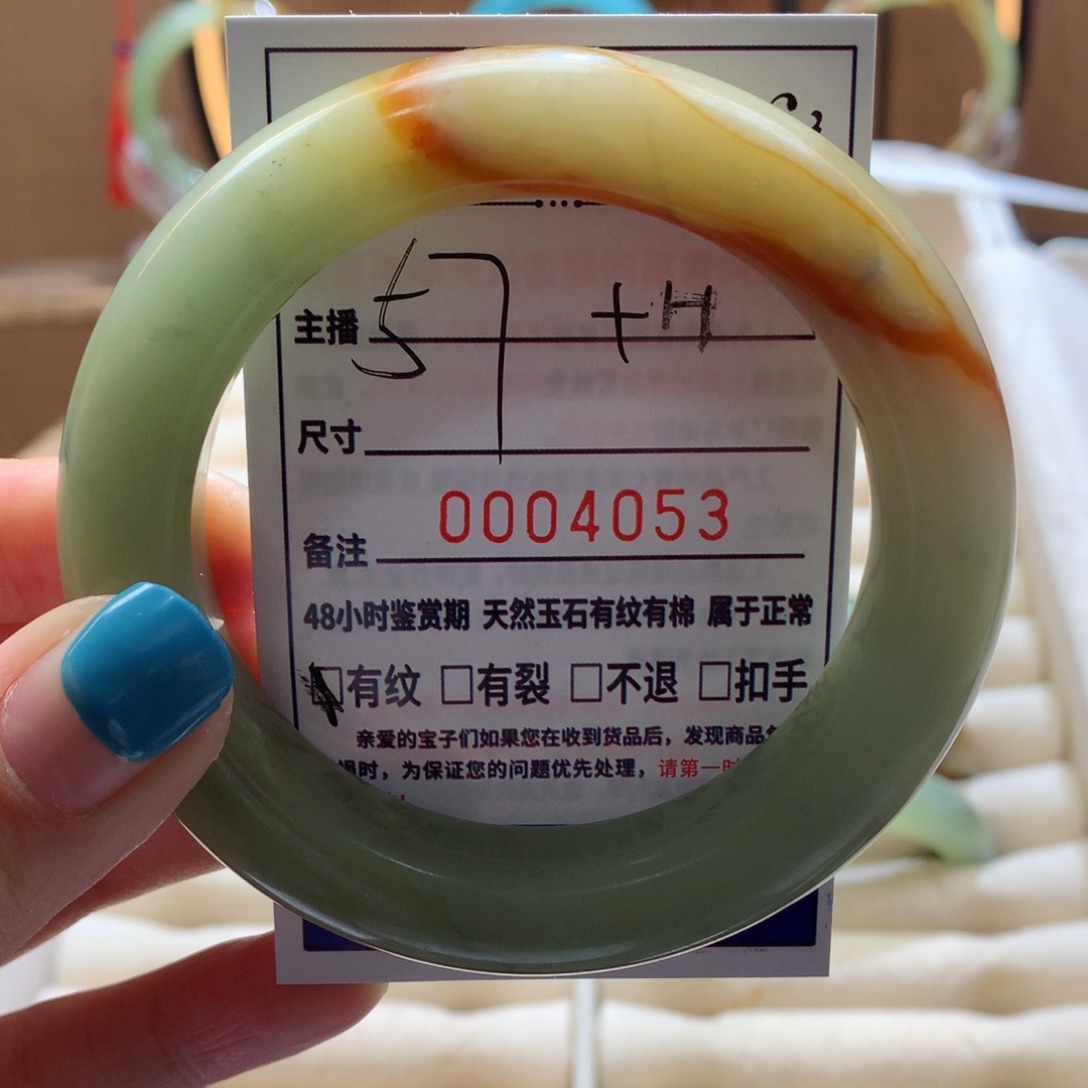 主播 57 +H
尺寸
备注 0004053
48小时鉴赏期 天然玉石有纹有棉 属于正常
☐有纹 ☐有裂 ☐不退 ☐扣手
亲爱的宝子们如果您在收到货品后，发现商品
损时，为保证您的问题优先处理，请第一时